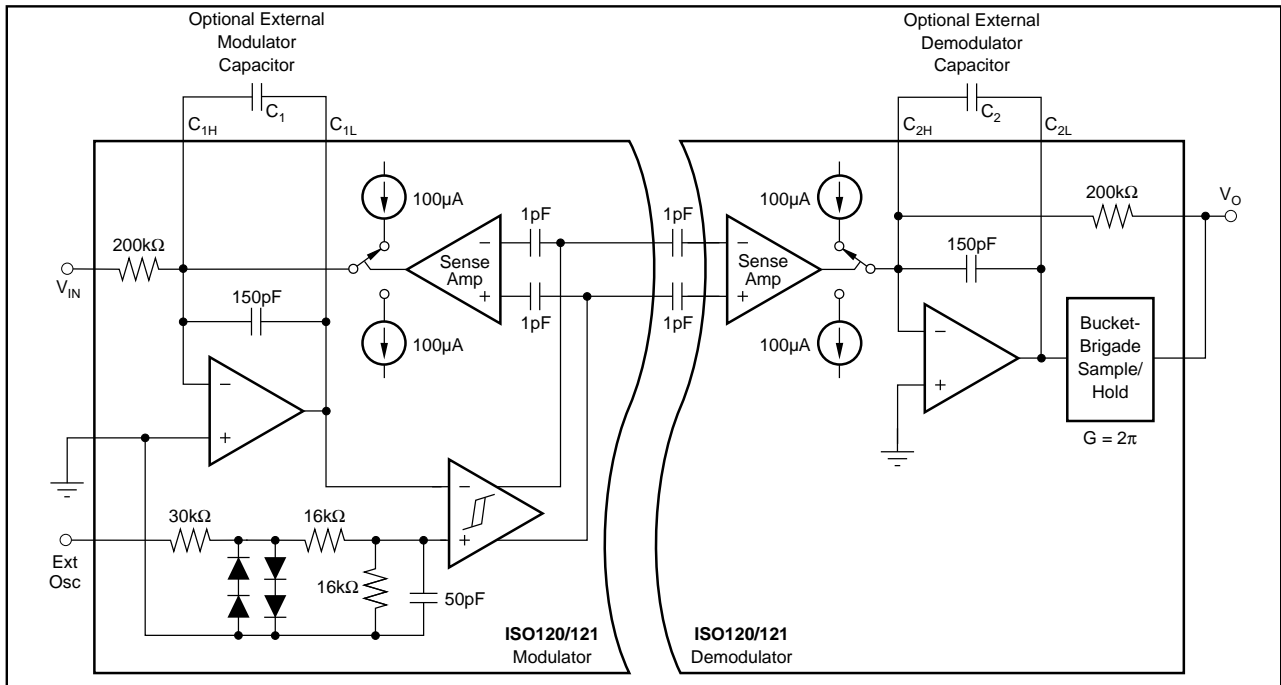 Optional External
Modulator
Capacitor
Optional External
Demodulator
Capacitor
C1
C1H
C1L
C2
C2H
C2L
100µA
1pF
1pF
100µA
200kΩ
VO
200kΩ
VIN
Sense
Amp
Sense
Amp
150pF
150pF
1pF
1pF
100µA
100µA
Bucket-
Brigade
Sample/
Hold
G = 2π
30kΩ
16kΩ
Ext
Osc
16kΩ
50pF
ISO120/121
Modulator
ISO120/121
Demodulator